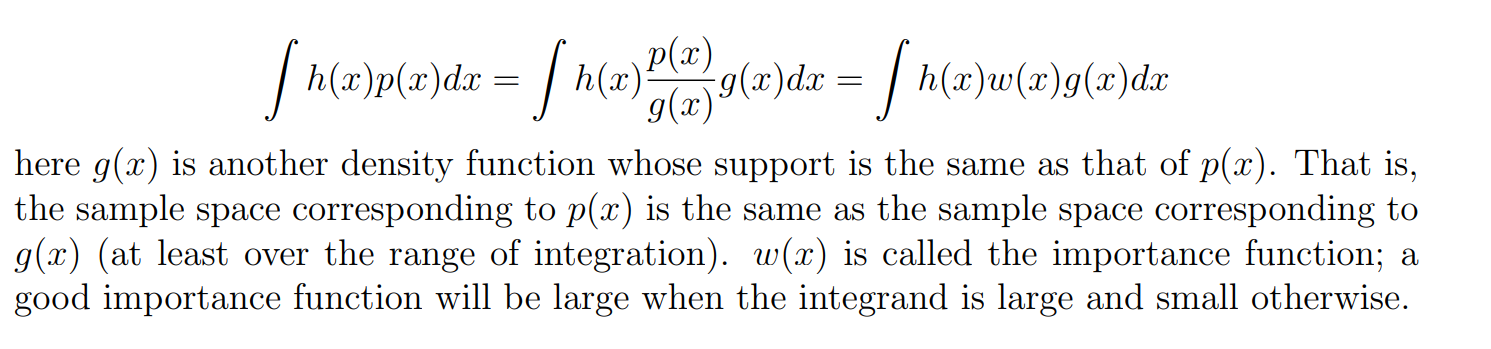 ∫ h(x)p(x)dx = ∫ h(x) p(x)/g(x) g(x)dx = ∫ h(x)w(x)g(x)dx
here g(x) is another density function whose support is the same as that of p(x). That is,
the sample space corresponding to p(x) is the same as the sample space corresponding to
g(x) (at least over the range of integration). w(x) is called the importance function; a
good importance function will be large when the integrand is large and small otherwise.